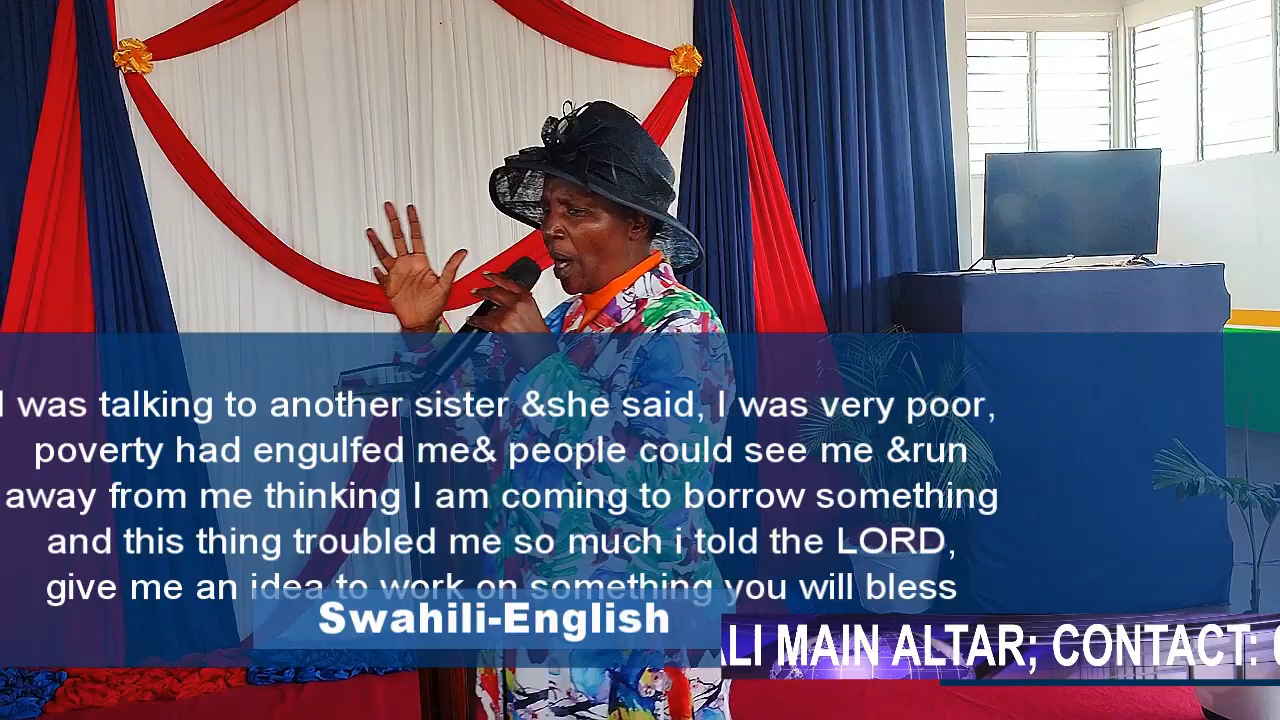 I was talking to another sister &she said, I was very poor,
poverty had engulfed me& people could see me &run
away from me thinking I am coming to borrow something
and this thing troubled me so much i told the LORD,
give me an idea to work on something you will bless
Swahili-English
LI MAIN ALTAR; CONTACT: